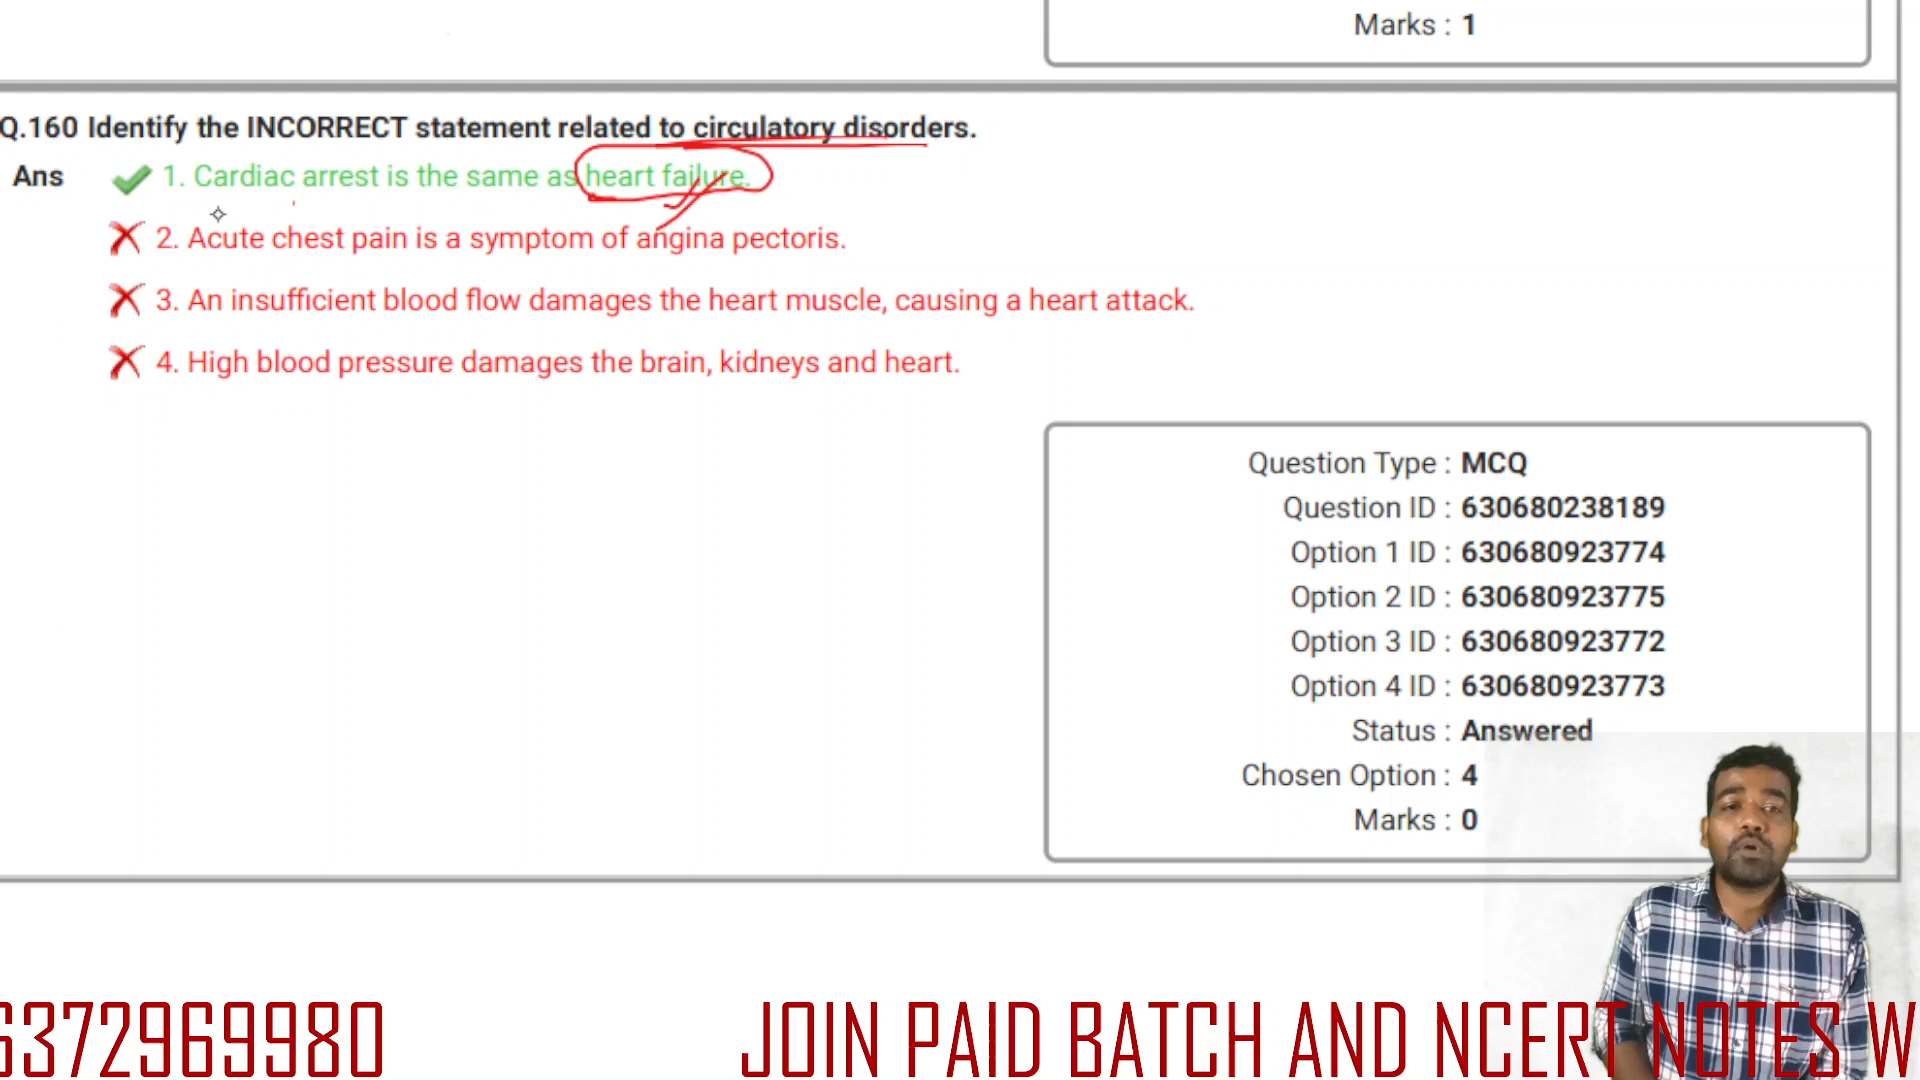 Marks : 1
Q.160 Identify the INCORRECT statement related to circulatory disorders.
Ans 1. Cardiac arrest is the same as heart failure.
2. Acute chest pain is a symptom of angina pectoris.
3. An insufficient blood flow damages the heart muscle, causing a heart attack.
4. High blood pressure damages the brain, kidneys and heart.
Question Type : MCQ
Question ID : 630680238189
Option 1 ID : 630680923774
Option 2 ID : 630680923775
Option 3 ID : 630680923772
Option 4 ID : 630680923773
Status : Answered
Chosen Option : 4
Marks : 0
6372969980 JOIN PAID BATCH AND NCERT NOTES W